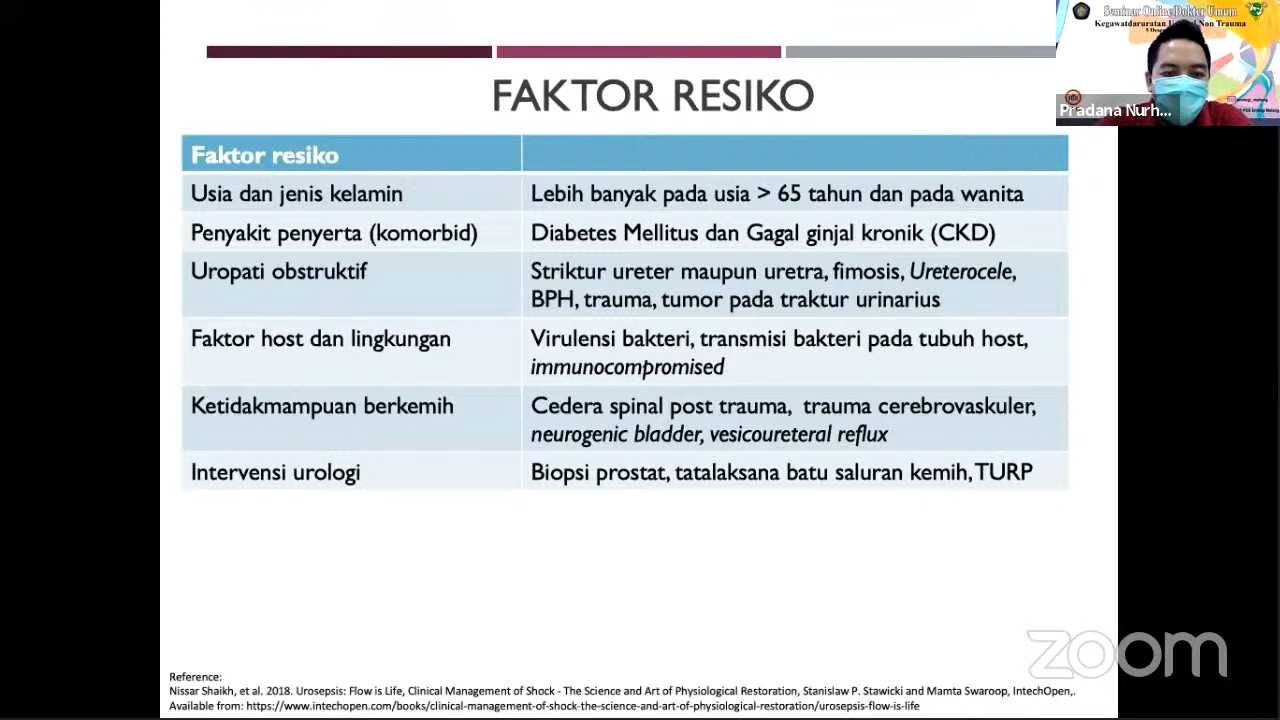 Seminar Online Dokter Umum
Non Trauma
Pradana Nurh...
FAKTOR RESIKO
Faktor resiko
Usia dan jenis kelamin Lebih banyak pada usia > 65 tahun dan pada wanita
Penyakit penyerta (komorbid) Diabetes Mellitus dan Gagal ginjal kronik (CKD)
Uropati obstruktif Striktur ureter maupun uretra, fimosis, Ureterocele,
BPH, trauma, tumor pada traktur urinarius
Faktor host dan lingkungan Virulensi bakteri, transmisi bakteri pada tubuh host,
immunocompromised
Ketidakmampuan berkemih Cedera spinal post trauma, trauma cerebrovaskuler,
neurogenic bladder, vesicoureteral reflux
Intervensi urologi Biopsi prostat, tatalaksana batu saluran kemih, TURP
zoom
Reference:
Nissar Shaikh, et al. 2018. Urosepsis: Flow is Life, Clinical Management of Shock - The Science and Art of Physiological Restoration, Stanislaw P. Stawicki and Mamta Swaroop, IntechOpen,.
Available from: https://www.intechopen.com/books/clinical-management-of-shock-the-science-and-art-of-physiological-restoration/urosepsis-flow-is-life